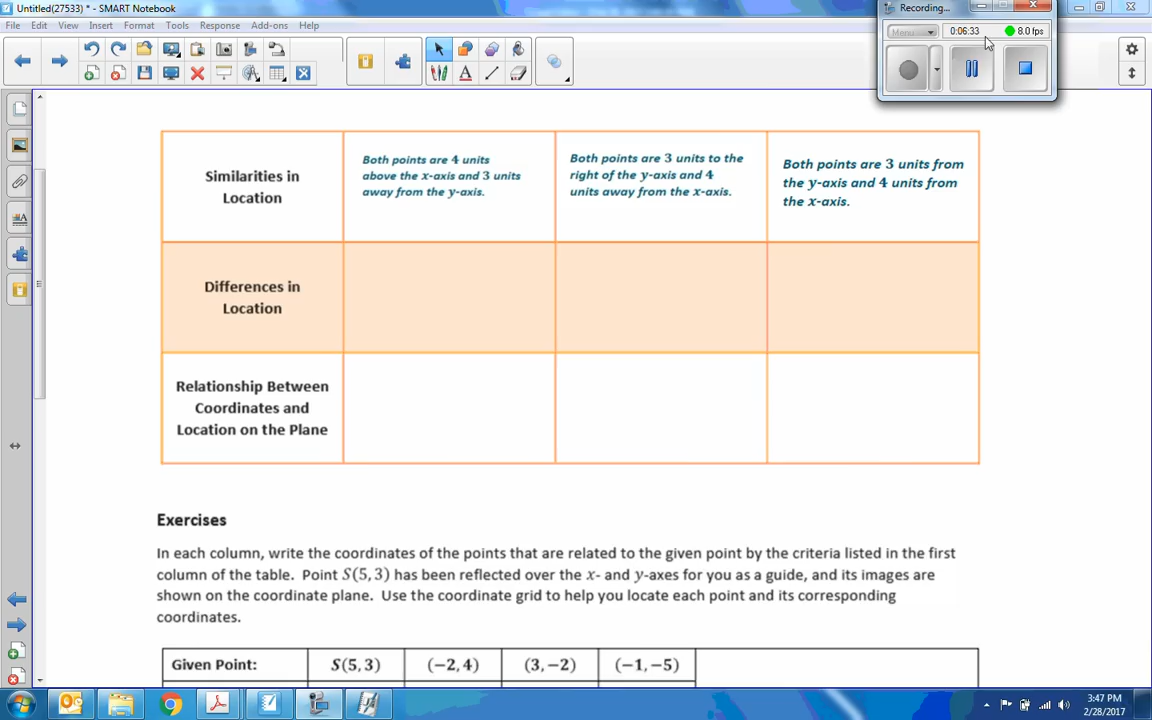 Untitled(27533) * - SMART Notebook
Recording...
File Edit View Insert Format Tools Responses Add-ons Help
Menu 0:06:33 8.0 fps
Similarities in
Location
Both points are 4 units
above the x-axis and 3 units
away from the y-axis.
Both points are 3 units to the
right of the y-axis and 4
units away from the x-axis.
Both points are 3 units from
the y-axis and 4 units from
the x-axis.
Differences in
Location
Relationship Between
Coordinates and
Location on the Plane
Exercises
In each column, write the coordinates of the points that are related to the given point by the criteria listed in the first
column of the table. Point S(5, 3) has been reflected over the x- and y-axes for you as a guide, and its images are
shown on the coordinate plane. Use the coordinate grid to help you locate each point and its corresponding
coordinates.
Given Point: S(5, 3) (−2, 4) (3, −2) (−1, −5)
3:47 PM
2/28/2017